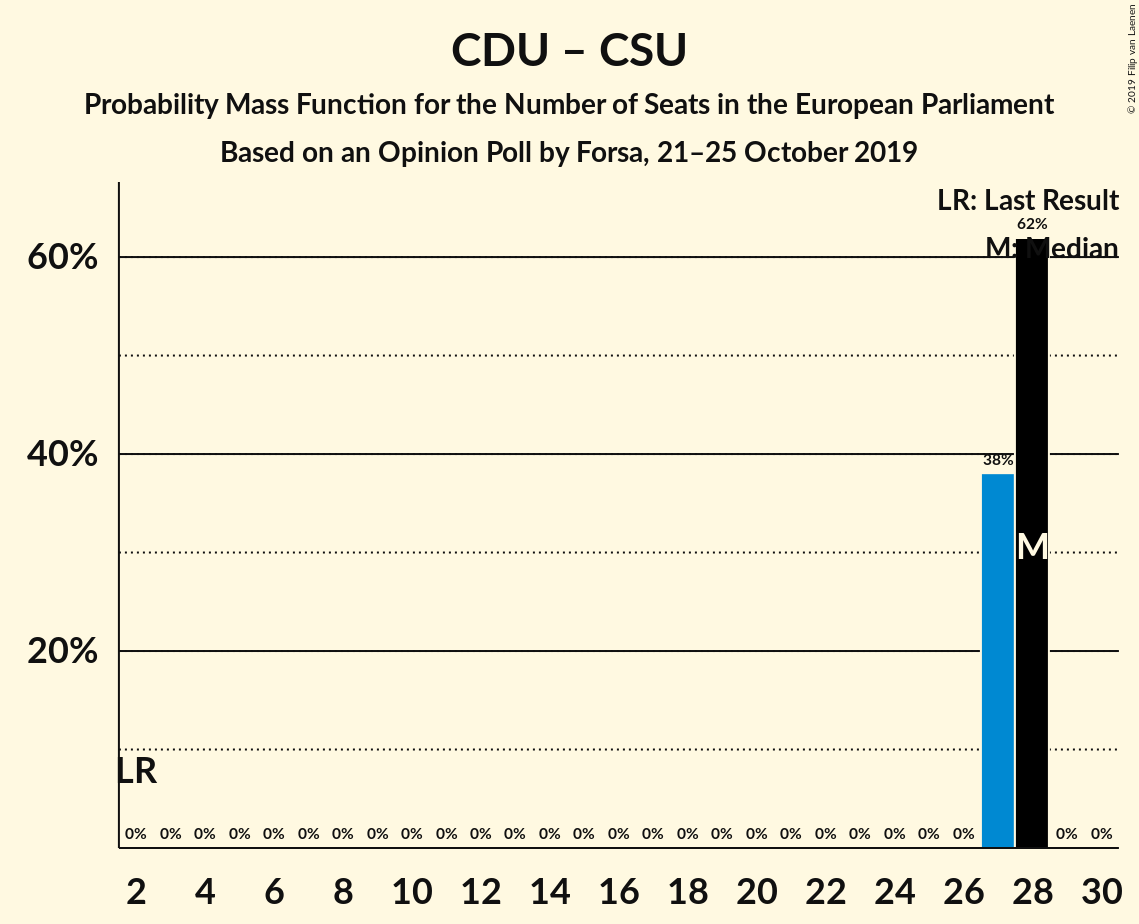 CDU – CSU
Probability Mass Function for the Number of Seats in the European Parliament
Based on an Opinion Poll by Forsa, 21–25 October 2019
© 2019 Filip van Laenen
LR: Last Result
M: Median
62%
60%
38%
40%
M
20%
LR
0% 0% 0% 0% 0% 0% 0% 0% 0% 0% 0% 0% 0% 0% 0% 0% 0% 0% 0% 0% 0% 0% 0% 0% 0% 0% 0%
2 4 6 8 10 12 14 16 18 20 22 24 26 28 30